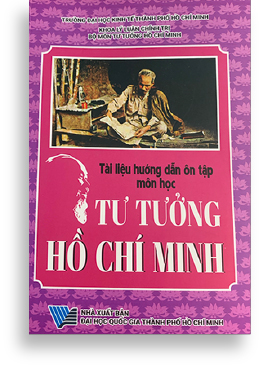 TRƯỜNG ĐẠI HỌC KINH TẾ THÀNH PHỐ HỒ CHÍ MINH
KHOA LÝ LUẬN CHÍNH TRỊ
BỘ MÔN TƯ TƯỞNG HỒ CHÍ MINH
Tài liệu hướng dẫn ôn tập
môn học
TƯ TƯỞNG
HỒ CHÍ MINH
NHÀ XUẤT BẢN
ĐẠI HỌC QUỐC GIA THÀNH PHỐ HỒ CHÍ MINH